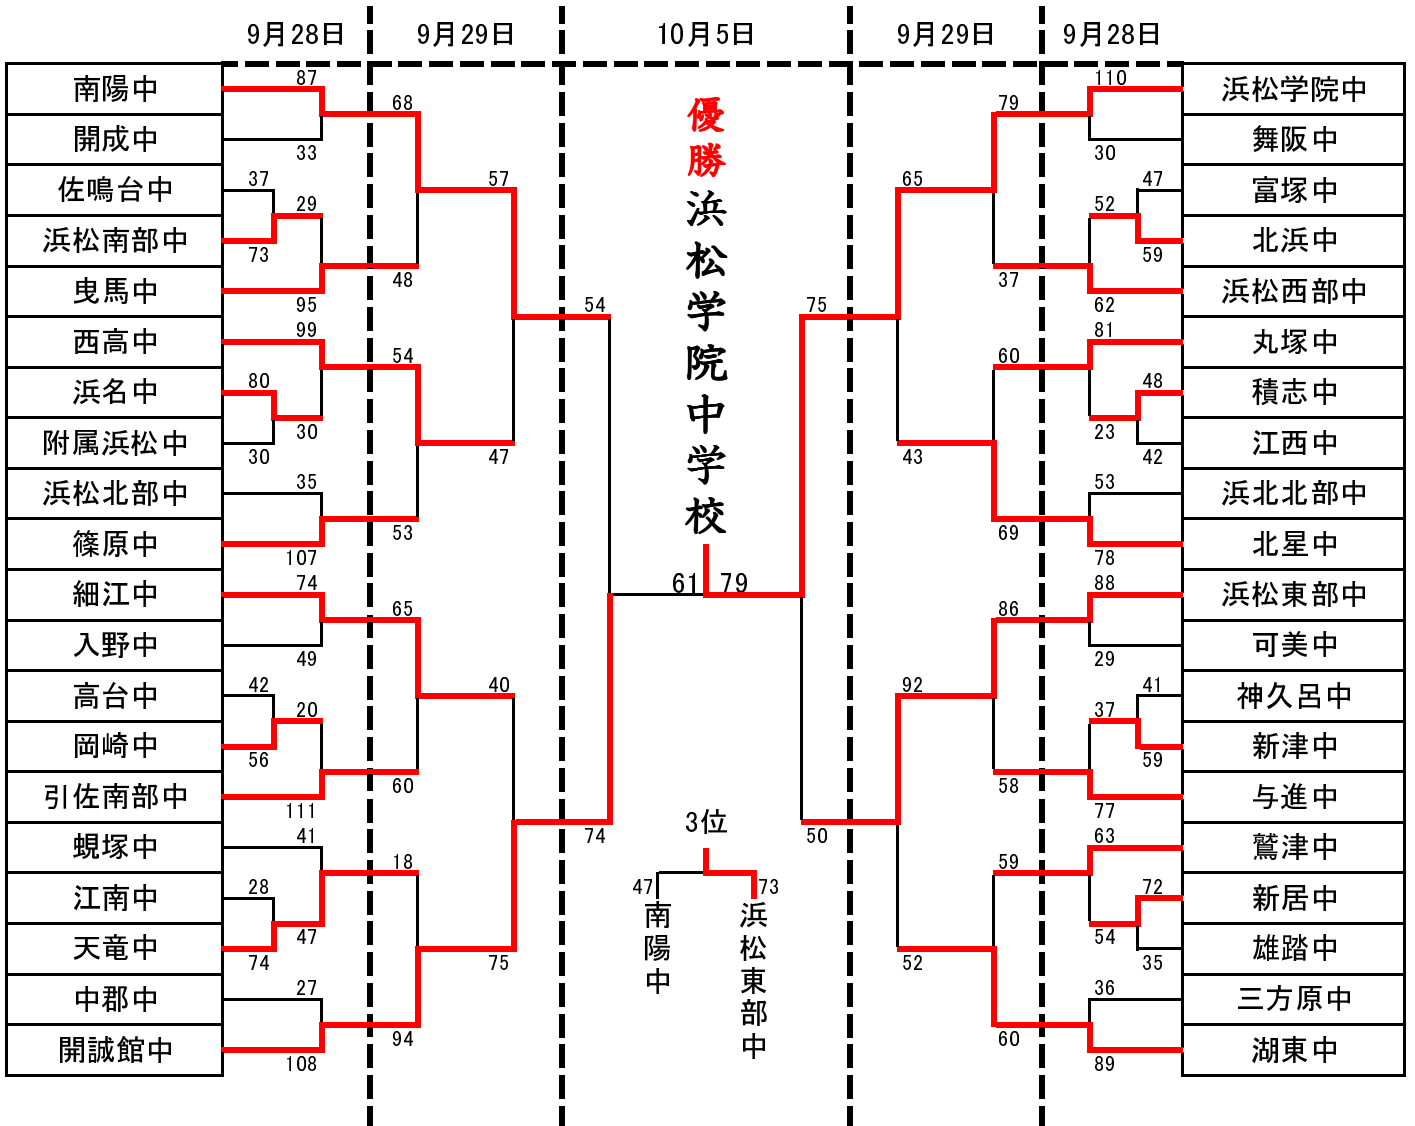 9月28日 9月29日 10月5日 9月29日 9月28日
南陽中 87 110 浜松学院中
68 79
開成中 33 30 舞阪中
佐鳴台中 37 47 富塚中
57 65
29 52
浜松南部中 73 59 北浜中
48 37
曳馬中 95 62 浜松西部中
54 75
西高中 99 81 丸塚中
54 60
浜名中 80 48 積志中
30 23
附属浜松中 30 42 江西中
47 43
浜松北部中 35 53 浜北北部中
53 69
篠原中 107 78 北星中
細江中 74 88 浜松東部中
61 79
65 86
入野中 49 29 可美中
高台中 42 41 神久呂中
40 92
20 37
岡崎中 56 59 新津中
60 58
引佐南部中 111 77 与進中
蜆塚中 41 63 鷲津中
74 50
18 59
江南中 28 72 新居中
47 54
天竜中 74 35 雄踏中
75 52
中郡中 27 36 三方原中
94 60
開誠館中 108 89 湖東中
優勝浜松学院中学校
3位
47 73
南陽中
浜松東部中